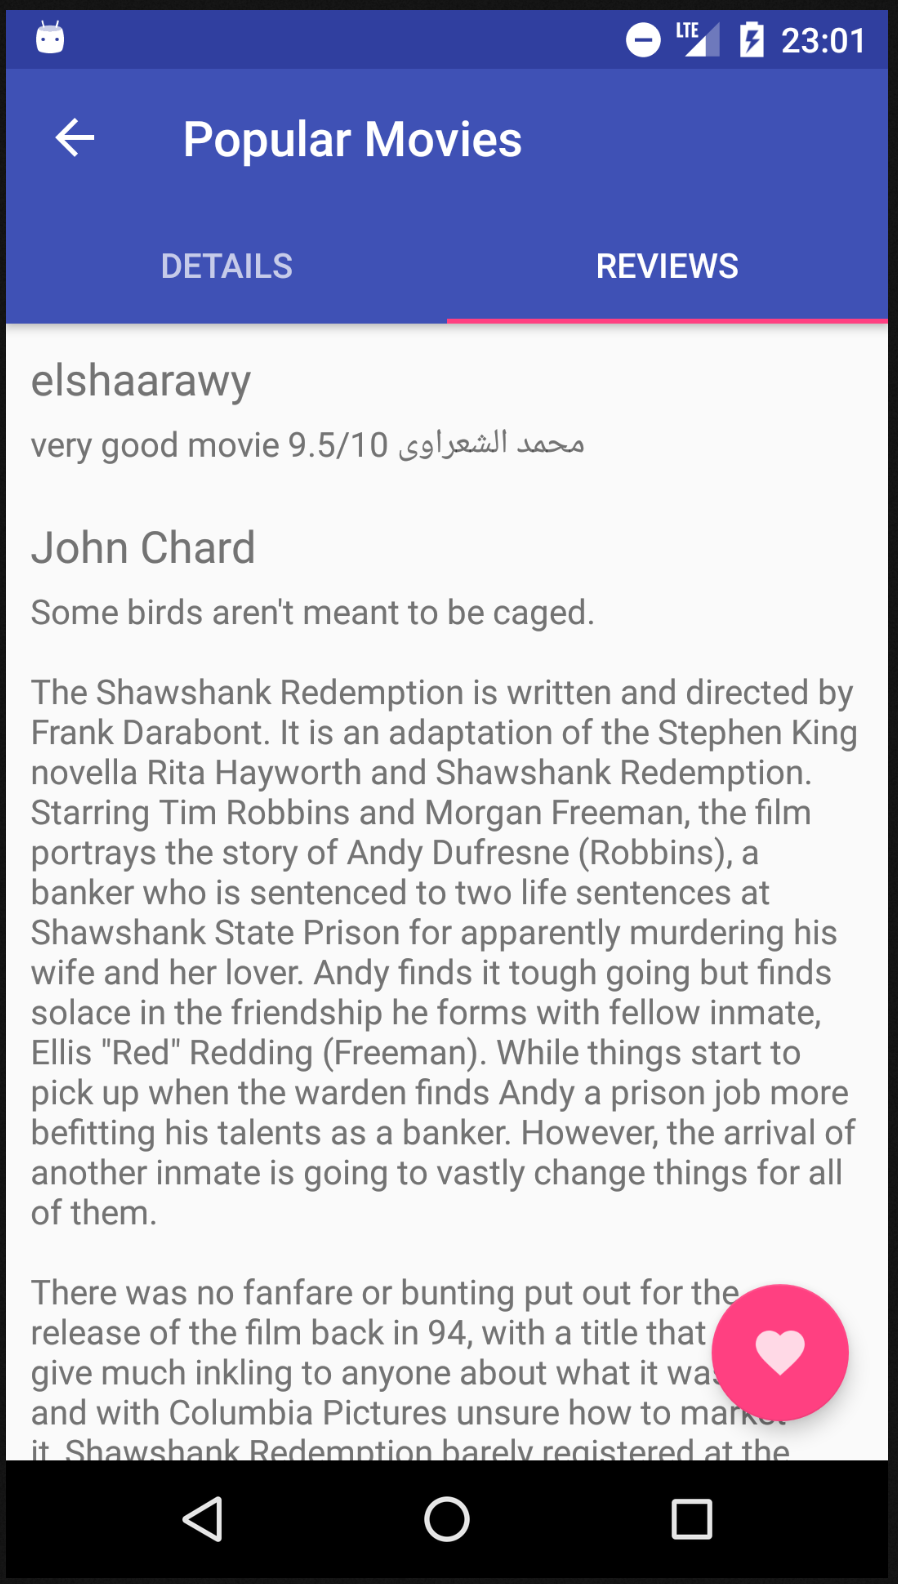 LTE 23:01
Popular Movies
DETAILS REVIEWS
elshaarawy
very good movie 9.5/10 محمد الشعراوى
John Chard
Some birds aren't meant to be caged.
The Shawshank Redemption is written and directed by
Frank Darabont. It is an adaptation of the Stephen King
novella Rita Hayworth and Shawshank Redemption.
Starring Tim Robbins and Morgan Freeman, the film
portrays the story of Andy Dufresne (Robbins), a
banker who is sentenced to two life sentences at
Shawshank State Prison for apparently murdering his
wife and her lover. Andy finds it tough going but finds
solace in the friendship he forms with fellow inmate,
Ellis "Red" Redding (Freeman). While things start to
pick up when the warden finds Andy a prison job more
befitting his talents as a banker. However, the arrival of
another inmate is going to vastly change things for all
of them.
There was no fanfare or bunting put out for the
release of the film back in 94, with a title that
give much inkling to anyone about what it was
and with Columbia Pictures unsure how to market
it, Shawshank Redemption barely registered at the